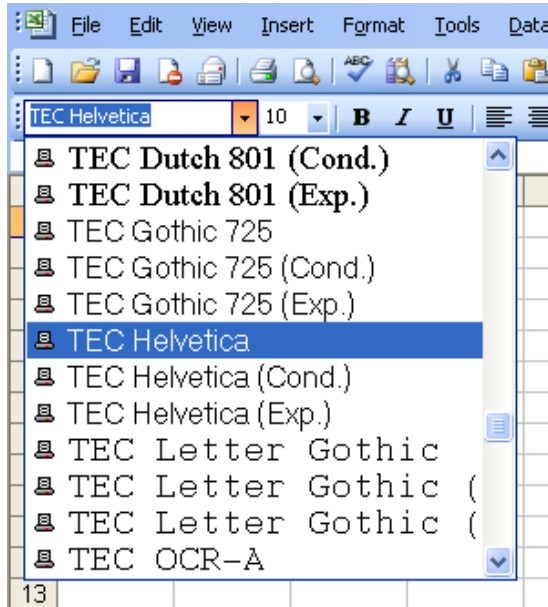 File Edit View Insert Format Tools Data
ABC
TEC Helvetica 10 B I U
TEC Dutch 801 (Cond.)
TEC Dutch 801 (Exp.)
TEC Gothic 725
TEC Gothic 725 (Cond.)
TEC Gothic 725 (Exp.)
TEC Helvetica
TEC Helvetica (Cond.)
TEC Helvetica (Exp.)
TEC Letter Gothic
TEC Letter Gothic (
TEC Letter Gothic (
TEC OCR-A
13